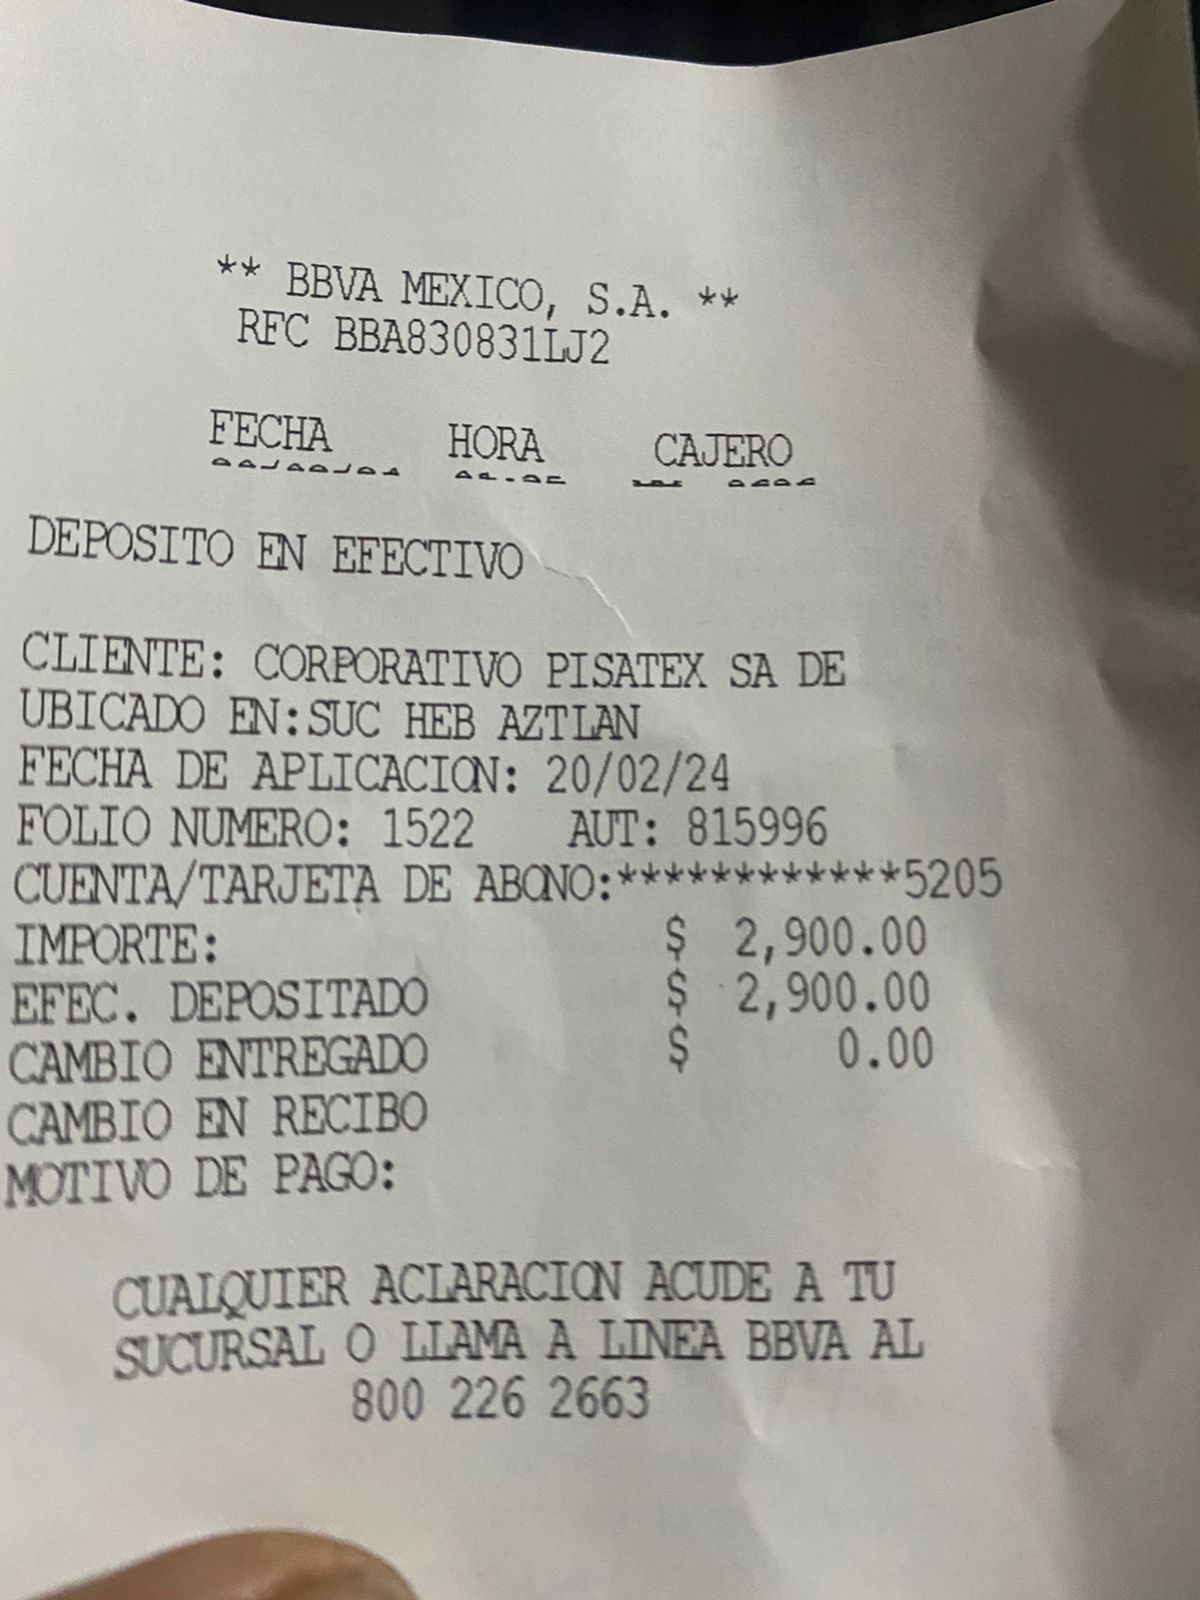 ** BBVA MEXICO, S.A. **
RFC BBA830831LJ2
FECHA HORA CAJERO
DEPOSITO EN EFECTIVO
CLIENTE: CORPORATIVO PISATEX SA DE
UBICADO EN:SUC HEB AZTLAN
FECHA DE APLICACION: 20/02/24
FOLIO NUMERO: 1522 AUT: 815996
CUENTA/TARJETA DE ABONO:************5205
IMPORTE: $ 2,900.00
EFEC. DEPOSITADO $ 2,900.00
CAMBIO ENTREGADO $ 0.00
CAMBIO EN RECIBO
MOTIVO DE PAGO:
CUALQUIER ACLARACION ACUDE A TU
SUCURSAL O LLAMA A LINEA BBVA AL
800 226 2663